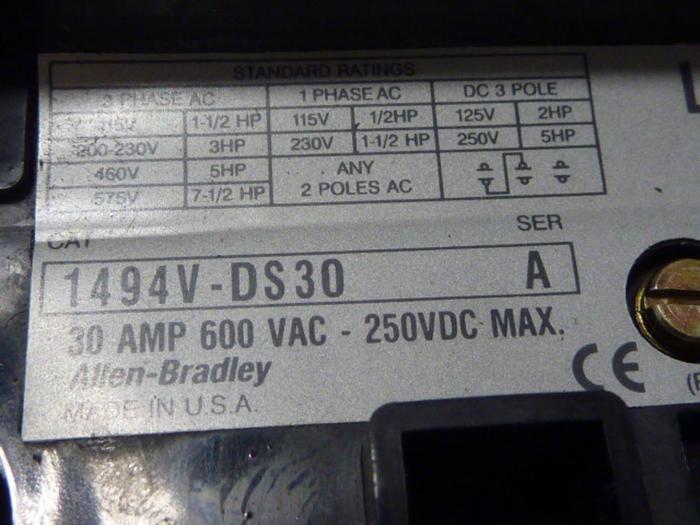 STANDARD RATINGS
3 PHASE AC 1 PHASE AC DC 3 POLE
115V 1-1/2 HP 115V 1/2HP 125V 2HP
200-230V 3HP 230V 1-1/2 HP 250V 5HP
460V 5HP ANY
575V 7-1/2 HP 2 POLES AC
CAT SER
1494V-DS30 A
30 AMP 600 VAC - 250VDC MAX.
Allen-Bradley
MADE IN U.S.A.
CE